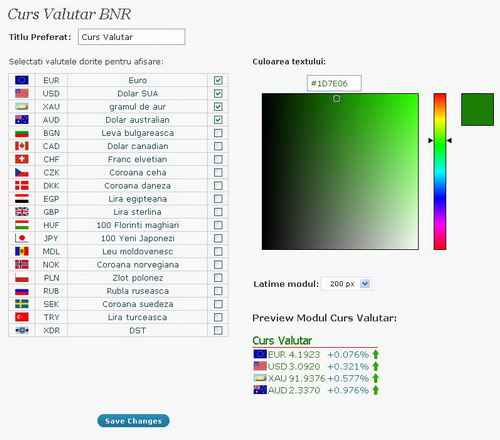 Curs Valutar BNR
Titlu Preferat: Curs Valutar
Selectati valutele dorite pentru afisare:
EUR Euro
USD Dolar SUA
XAU gramul de aur
AUD Dolar australian
BGN Leva bulgareasca
CAD Dolar canadian
CHF Franc elvetian
CZK Coroana ceha
DKK Coroana daneza
EGP Lira egipteana
GBP Lira sterlina
HUF 100 Florinti maghiari
JPY 100 Yeni Japonezi
MDL Leu moldovenesc
NOK Coroana norvegiana
PLN Zlot polonez
RUB Rubla ruseasca
SEK Coroana suedeza
TRY Lira turceasca
XDR DST
Save Changes
Culoarea textului:
#1D7E06
Latime modul: 200 px
Preview Modul Curs Valutar:
Curs Valutar
EUR 4.1923 +0.076%
USD 3.0920 +0.321%
XAU 91.9376 +0.577%
AUD 2.3370 +0.976%